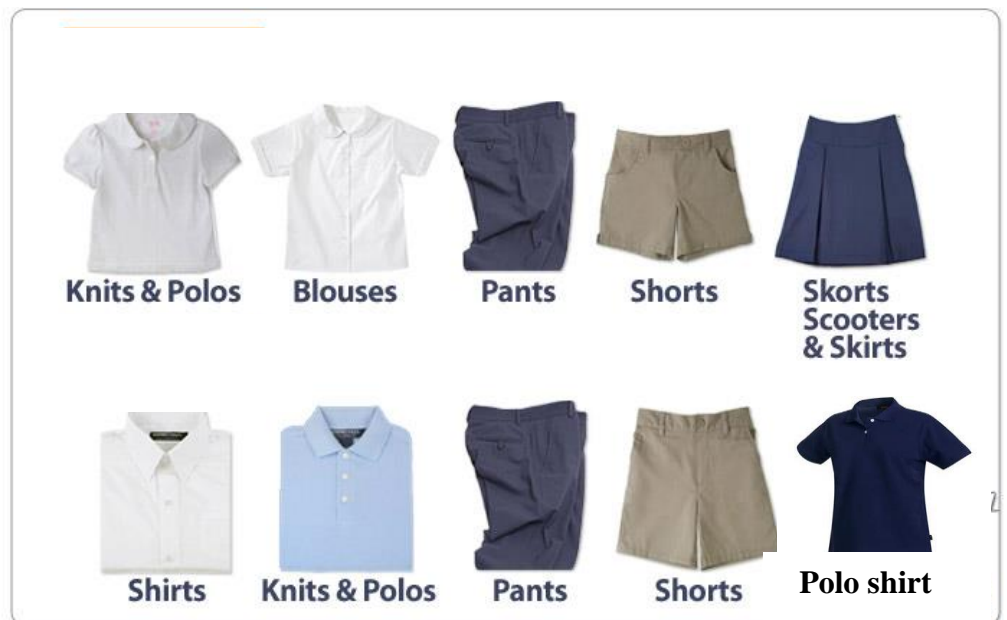 Knits & Polos
Blouses
Pants
Shorts
Skorts
Scooters
& Skirts
Shirts
Knits & Polos
Pants
Shorts
Polo shirt